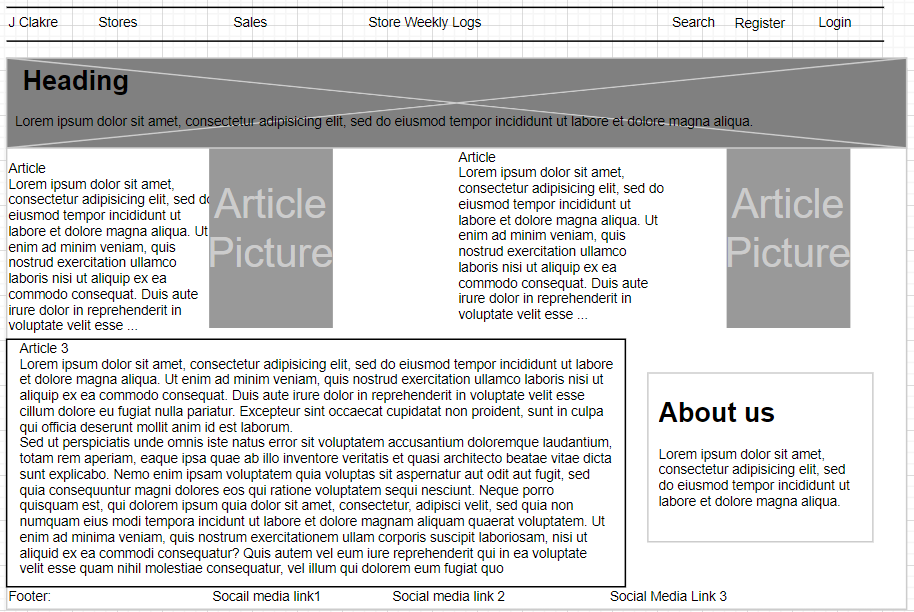 J Clakre Stores Sales Store Weekly Logs Search Register Login
Heading
Lorem ipsum dolor sit amet, consectetur adipisicing elit, sed do eiusmod tempor incididunt ut labore et dolore magna aliqua.
Article
Lorem ipsum dolor sit amet,
consectetur adipisicing elit, sed do
eiusmod tempor incididunt ut
labore et dolore magna aliqua. Ut
enim ad minim veniam, quis
nostrud exercitation ullamco
laboris nisi ut aliquip ex ea
commodo consequat. Duis aute
irure dolor in reprehenderit in
voluptate velit esse ...
Article
Picture
Article
Lorem ipsum dolor sit amet,
consectetur adipisicing elit, sed do
eiusmod tempor incididunt ut
labore et dolore magna aliqua. Ut
enim ad minim veniam, quis
nostrud exercitation ullamco
laboris nisi ut aliquip ex ea
commodo consequat. Duis aute
irure dolor in reprehenderit in
voluptate velit esse ...
Article
Picture
Article 3
Lorem ipsum dolor sit amet, consectetur adipisicing elit, sed do eiusmod tempor incididunt ut labore
et dolore magna aliqua. Ut enim ad minim veniam, quis nostrud exercitation ullamco laboris nisi ut
aliquip ex ea commodo consequat. Duis aute irure dolor in reprehenderit in voluptate velit esse
cillum dolore eu fugiat nulla pariatur. Excepteur sint occaecat cupidatat non proident, sunt in culpa
qui officia deserunt mollit anim id est laborum.
Sed ut perspiciatis unde omnis iste natus error sit voluptatem accusantium doloremque laudantium,
totam rem aperiam, eaque ipsa quae ab illo inventore veritatis et quasi architecto beatae vitae dicta
sunt explicabo. Nemo enim ipsam voluptatem quia voluptas sit aspernatur aut odit aut fugit, sed
quia consequuntur magni dolores eos qui ratione voluptatem sequi nesciunt. Neque porro
quisquam est, qui dolorem ipsum quia dolor sit amet, consectetur, adipisci velit, sed quia non
numquam eius modi tempora incidunt ut labore et dolore magnam aliquam quaerat voluptatem. Ut
enim ad minima veniam, quis nostrum exercitationem ullam corporis suscipit laboriosam, nisi ut
aliquid ex ea commodi consequatur? Quis autem vel eum iure reprehenderit qui in ea voluptate
velit esse quam nihil molestiae consequatur, vel illum qui dolorem eum fugiat quo
About us
Lorem ipsum dolor sit amet,
consectetur adipisicing elit, sed
do eiusmod tempor incididunt ut
labore et dolore magna aliqua.
Footer: Socail media link1 Social media link 2 Social Media Link 3